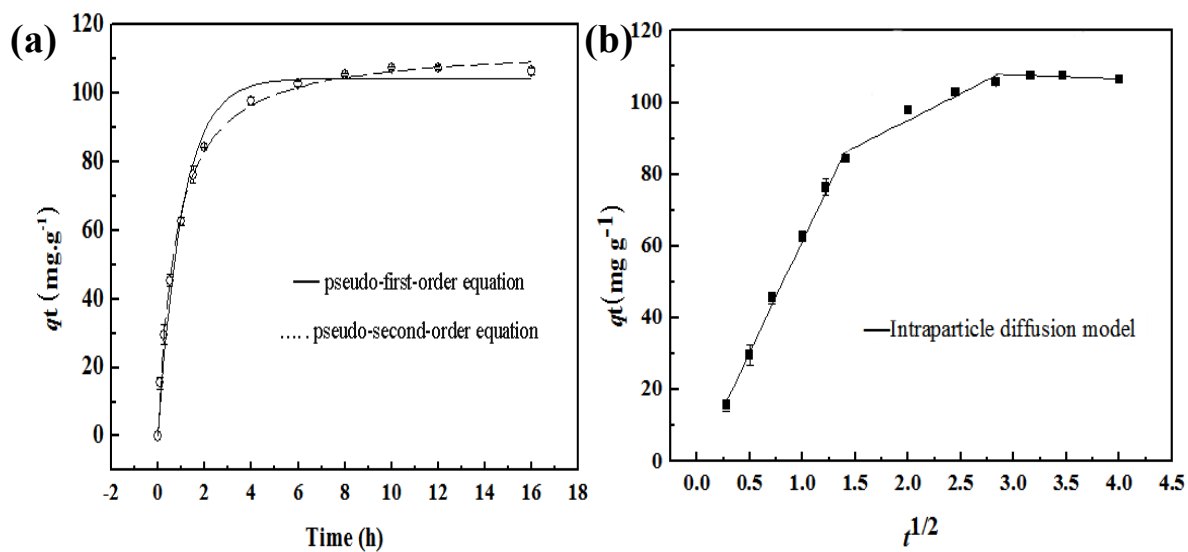 (a)
120
100
80
60
40
20
0
qt ( mg.g-1)
pseudo-first-order equation
pseudo-second-order equation
-2 0 2 4 6 8 10 12 14 16 18
Time (h)
(b)
120
100
80
60
40
20
0
qt ( mg g-1)
Intraparticle diffusion model
0.0 0.5 1.0 1.5 2.0 2.5 3.0 3.5 4.0 4.5
t1/2